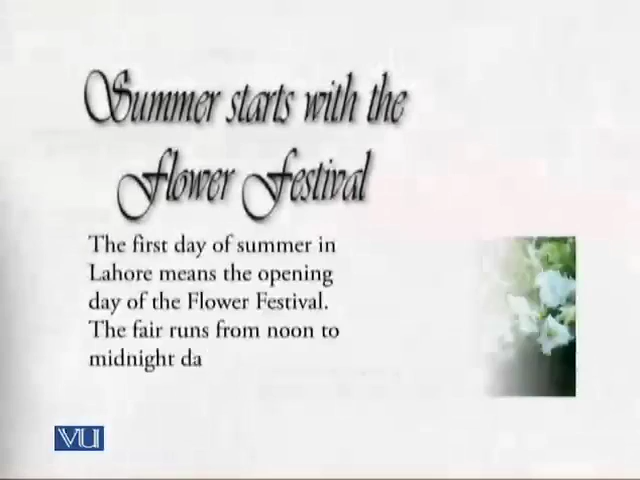 Summer starts with the
Flower Festival
The first day of summer in
Lahore means the opening
day of the Flower Festival.
The fair runs from noon to
midnight da
VU